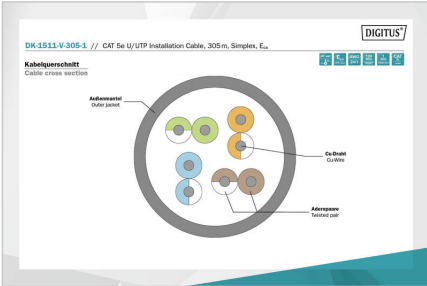 DIGITUS®
DK-1511-V-305-1 // CAT 5e U/UTP Installation Cable, 305 m, Simplex, Eca
Kabelquerschnitt
Cable cross section
Außenmantel
Outer jacket
Cu-Draht
Cu-Wire
Adernpaare
Twisted pair